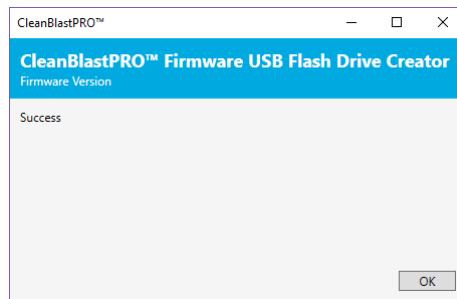 CleanBlastPRO™
CleanBlastPRO™ Firmware USB Flash Drive Creator
Firmware Version
Success
OK